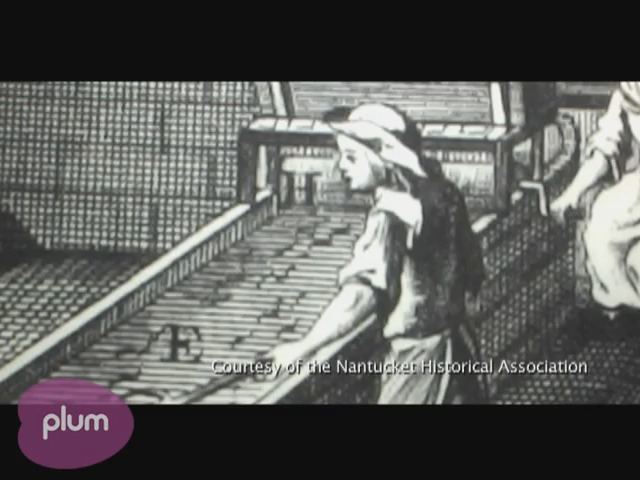 H
E
Courtesy of the Nantucket Historical Association
plum